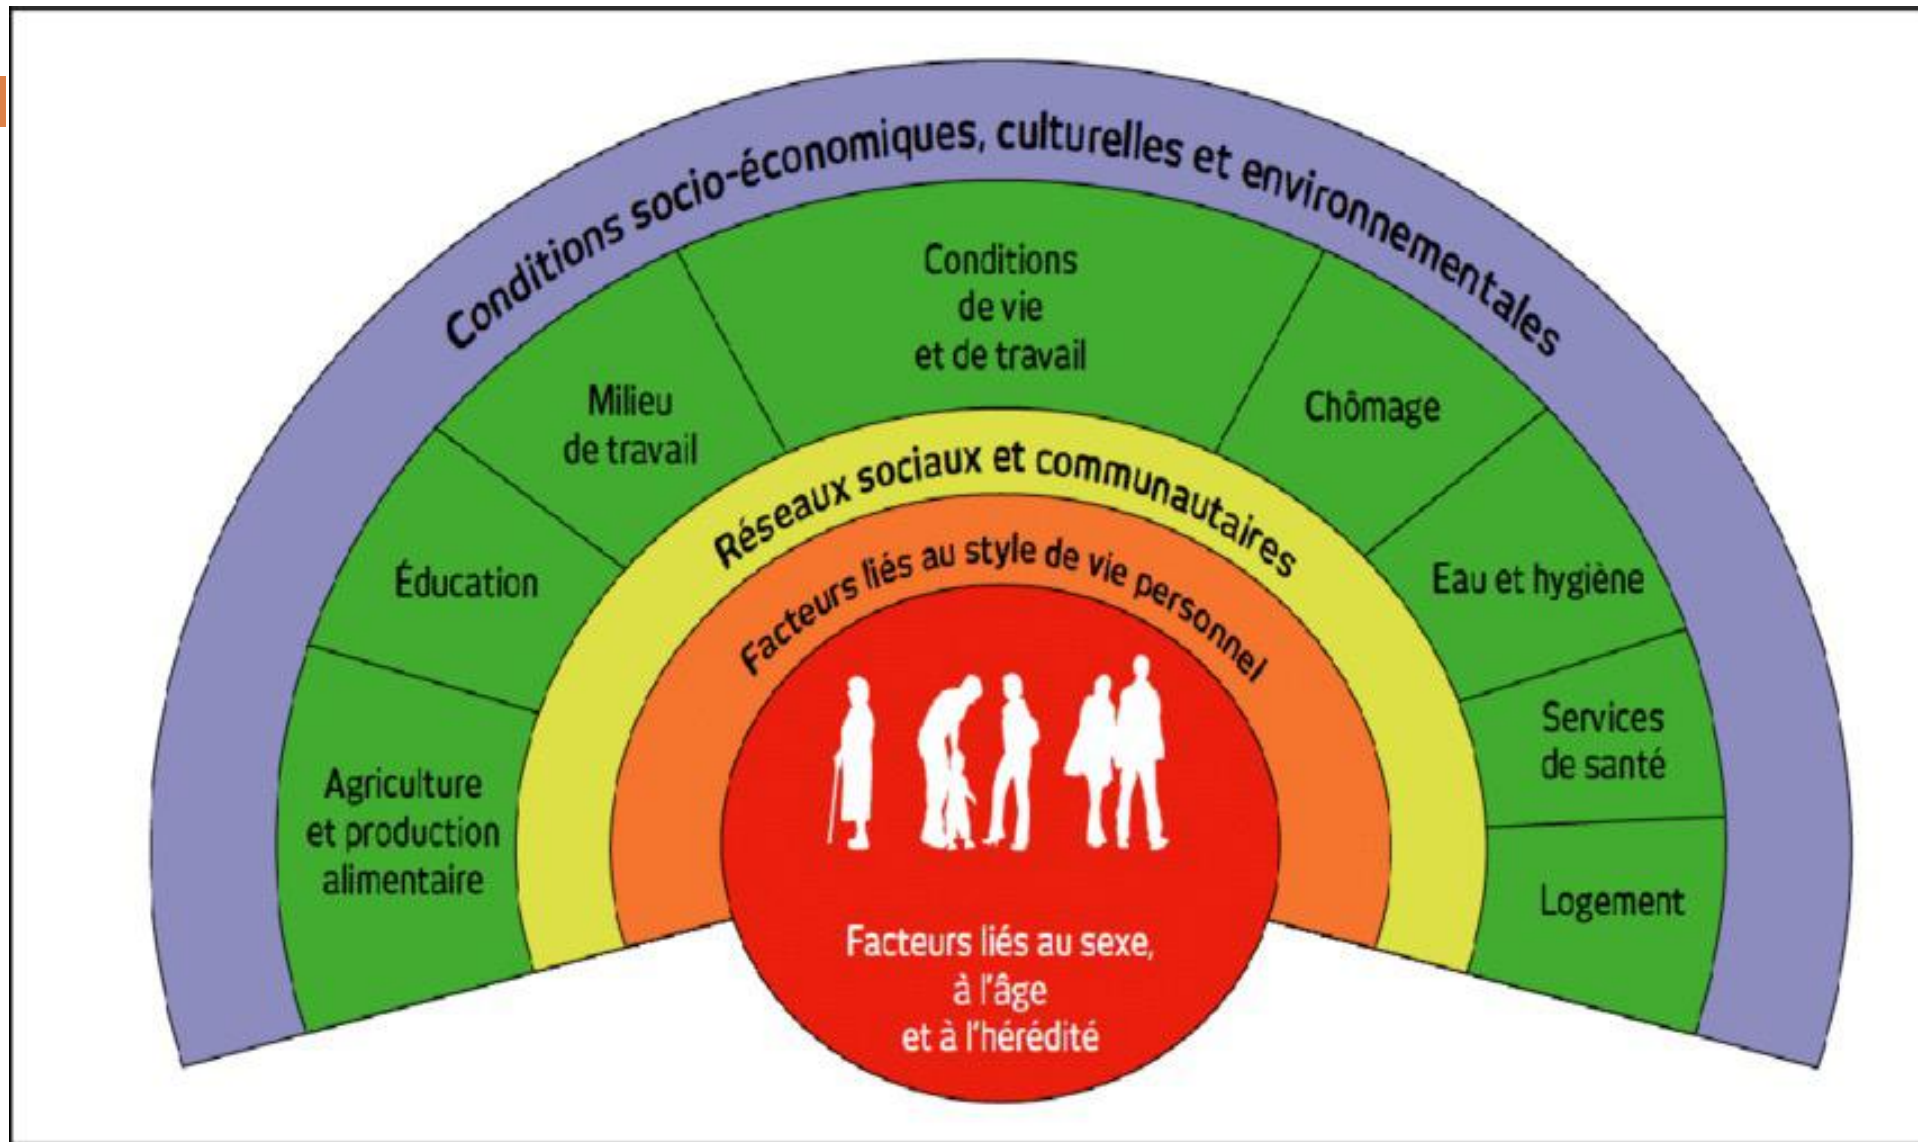 Conditions socio-économiques, culturelles et environnementales
Conditions
de vie
et de travail
Milieu
de travail
Chômage
Éducation
Eau et hygiène
Agriculture
et production
alimentaire
Services
de santé
Logement
Réseaux sociaux et communautaires
Facteurs liés au style de vie personnel
Facteurs liés au sexe,
à l'âge
et à l'hérédité